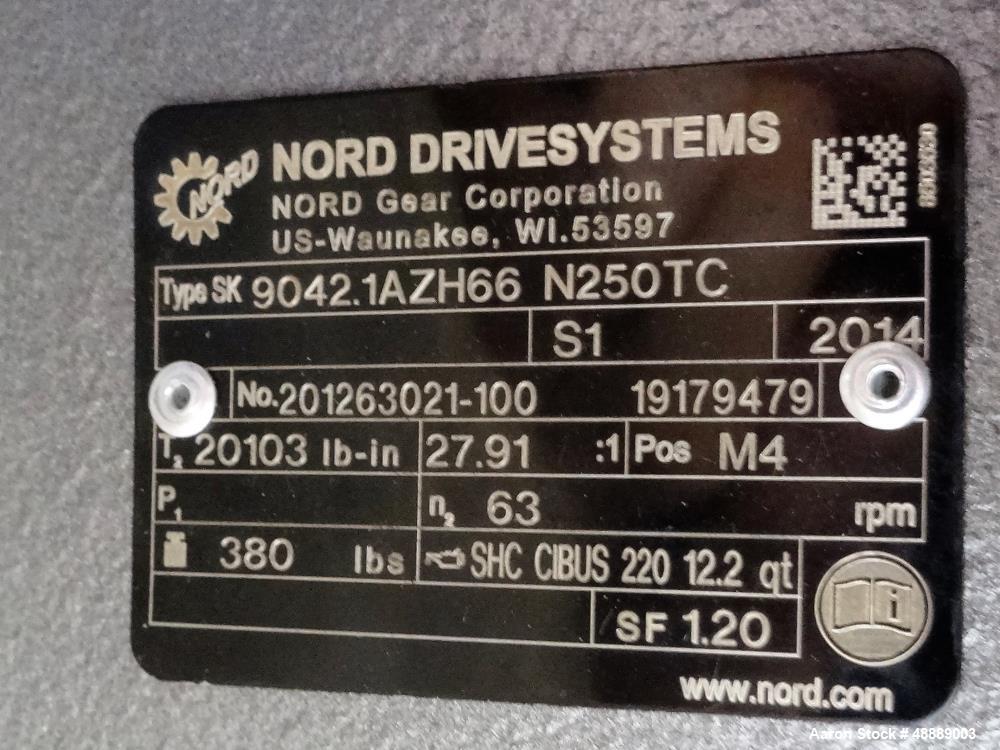 NORD
NORD DRIVESYSTEMS
NORD Gear Corporation
US-Waunakee, WI.53597
Type SK 9042.1AZH66 N250TC
S1 2014
No.201263021-100 19179479
T2 20103 lb-in 27.91 :1 Pos M4
P1 n2 63 rpm
380 lbs SHC CIBUS 220 12.2 qt
i
SF 1.20
www.nord.com
Aaron Stock # 48889003